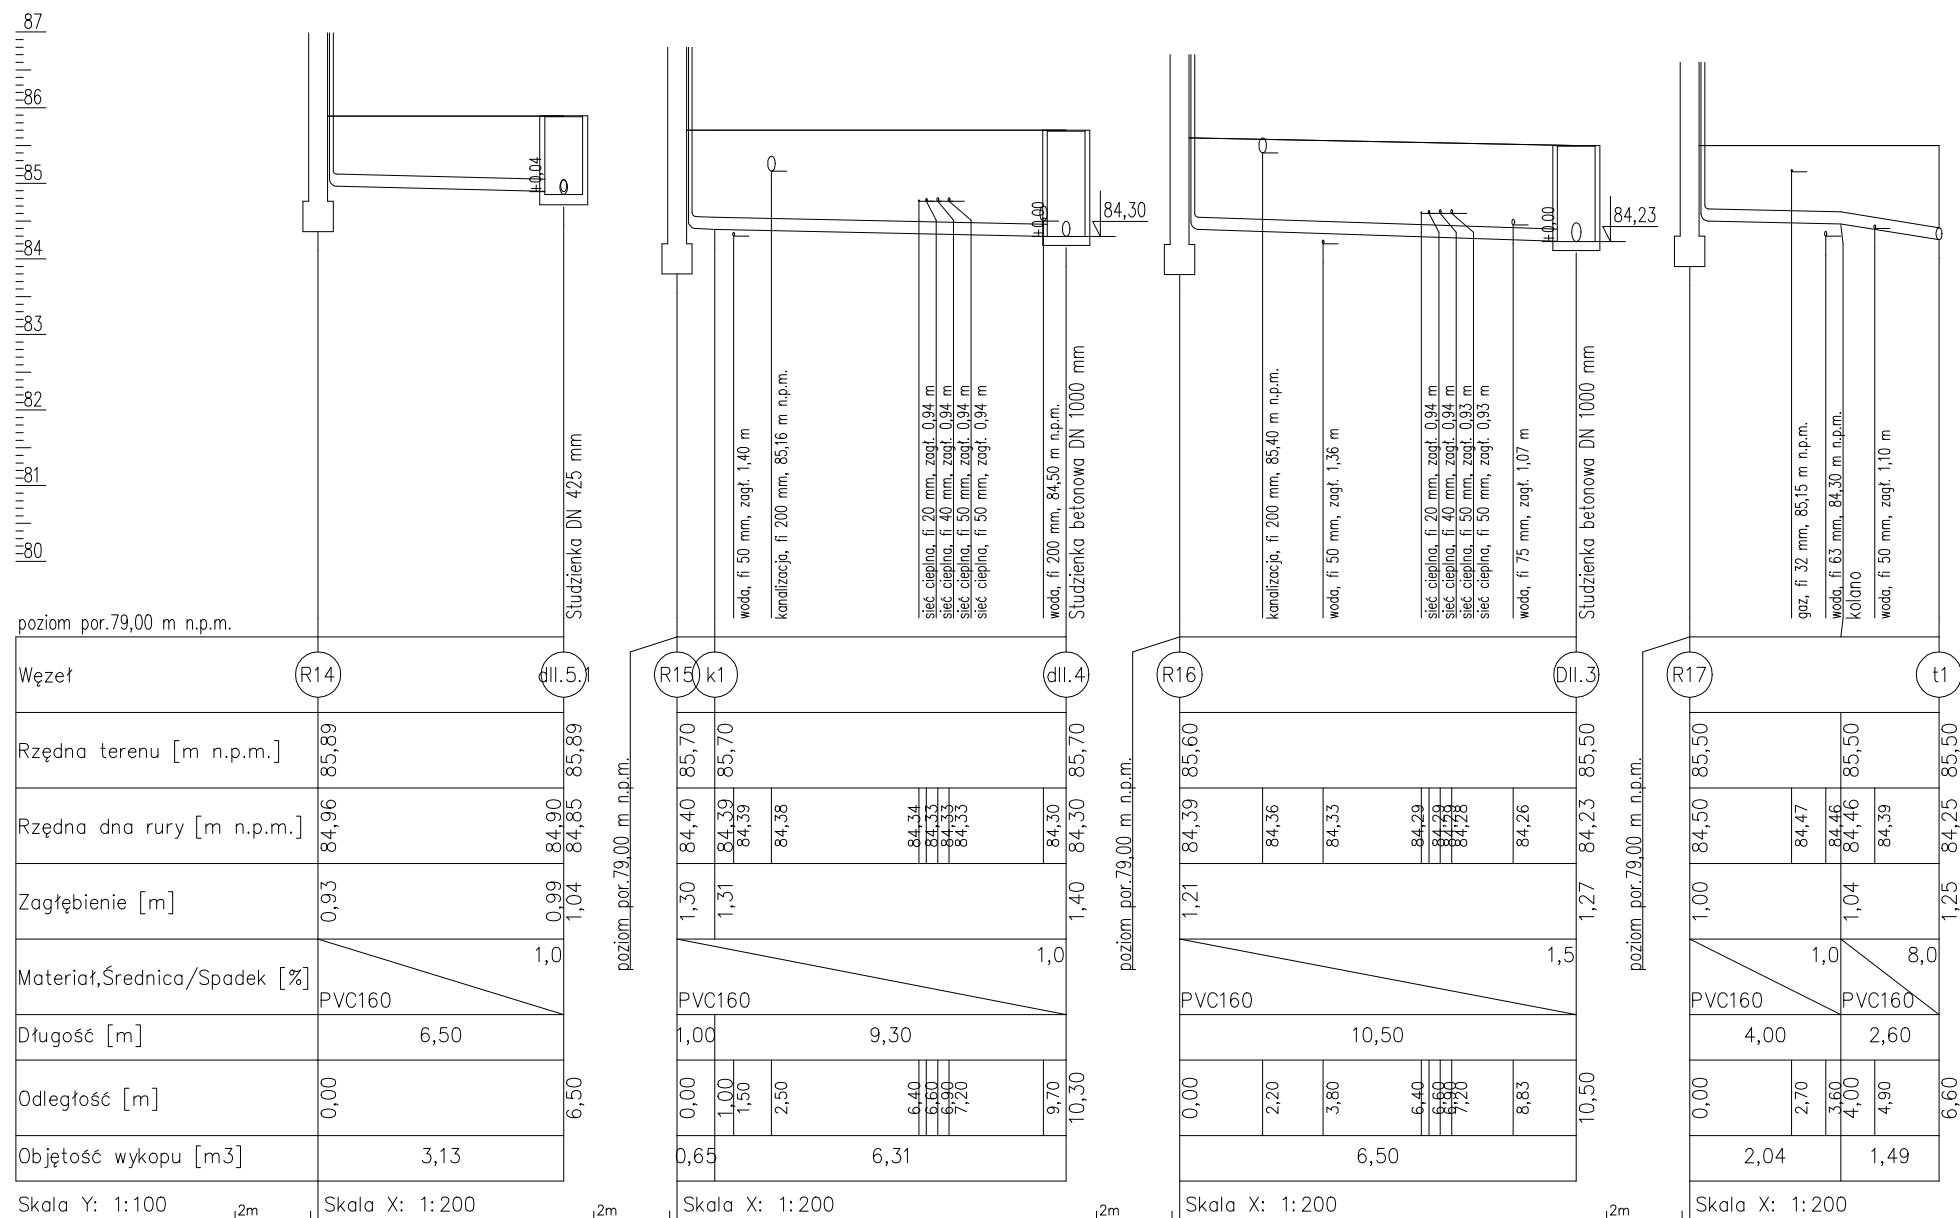 87
86
85
84
83
82
81
80
poziom por.79,00 m n.p.m.
±0,04
Studzienka DN 425 mm
±0,00
84,30
woda, fi 50 mm, zagł. 1,40 m
kanalizacja, fi 200 mm, 85,16 m n.p.m.
sieć cieplna, fi 20 mm, zagł. 0,94 m
sieć cieplna, fi 40 mm, zagł. 0,94 m
sieć cieplna, fi 50 mm, zagł. 0,94 m
sieć cieplna, fi 50 mm, zagł. 0,94 m
woda, fi 200 mm, 84,50 m n.p.m.
Studzienka betonowa DN 1000 mm
±0,00
84,23
kanalizacja, fi 200 mm, 85,40 m n.p.m.
woda, fi 50 mm, zagł. 1,36 m
sieć cieplna, fi 20 mm, zagł. 0,94 m
sieć cieplna, fi 40 mm, zagł. 0,94 m
sieć cieplna, fi 50 mm, zagł. 0,93 m
sieć cieplna, fi 50 mm, zagł. 0,93 m
woda, fi 75 mm, zagł. 1,07 m
Studzienka betonowa DN 1000 mm
gaz, fi 32 mm, 85,15 m n.p.m.
woda, fi 63 mm, 84,30 m n.p.m.
kolano
woda, fi 50 mm, zagł. 1,10 m
poziom por.79,00 m n.p.m.
poziom por.79,00 m n.p.m.
poziom por.79,00 m n.p.m.
Węzeł R14 dII.5.1 R15 k1 dII.4 R16 DII.3 R17 t1
Rzędna terenu [m n.p.m.] 85,89 85,89 85,70 85,70 85,70 85,60 85,50 85,50 85,50 85,50
Rzędna dna rury [m n.p.m.] 84,96 84,90 84,85 84,40 84,39 84,39 84,38 84,34 84,33 84,33 84,33 84,30 84,30 84,39 84,36 84,33 84,29 84,29 84,29 84,28 84,26 84,23 84,50 84,47 84,46 84,46 84,39 84,25
Zagłębienie [m] 0,93 0,99 1,04 1,30 1,31 1,40 1,21 1,27 1,00 1,04 1,25
Materiał,Średnica/Spadek [%] PVC160 1,0 PVC160 1,0 PVC160 1,5 PVC160 1,0 PVC160 8,0
Długość [m] 6,50 1,00 9,30 10,50 4,00 2,60
Odległość [m] 0,00 6,50 0,00 1,00 1,50 2,50 6,40 6,60 6,90 7,20 9,70 10,30 0,00 2,20 3,80 6,40 6,60 6,90 7,20 8,83 10,50 0,00 2,70 3,60 4,00 4,90 6,60
Objętość wykopu [m3] 3,13 0,65 6,31 6,50 2,04 1,49
Skala Y: 1:100 2m Skala X: 1:200 2m Skala X: 1:200 2m Skala X: 1:200 2m Skala X: 1:200